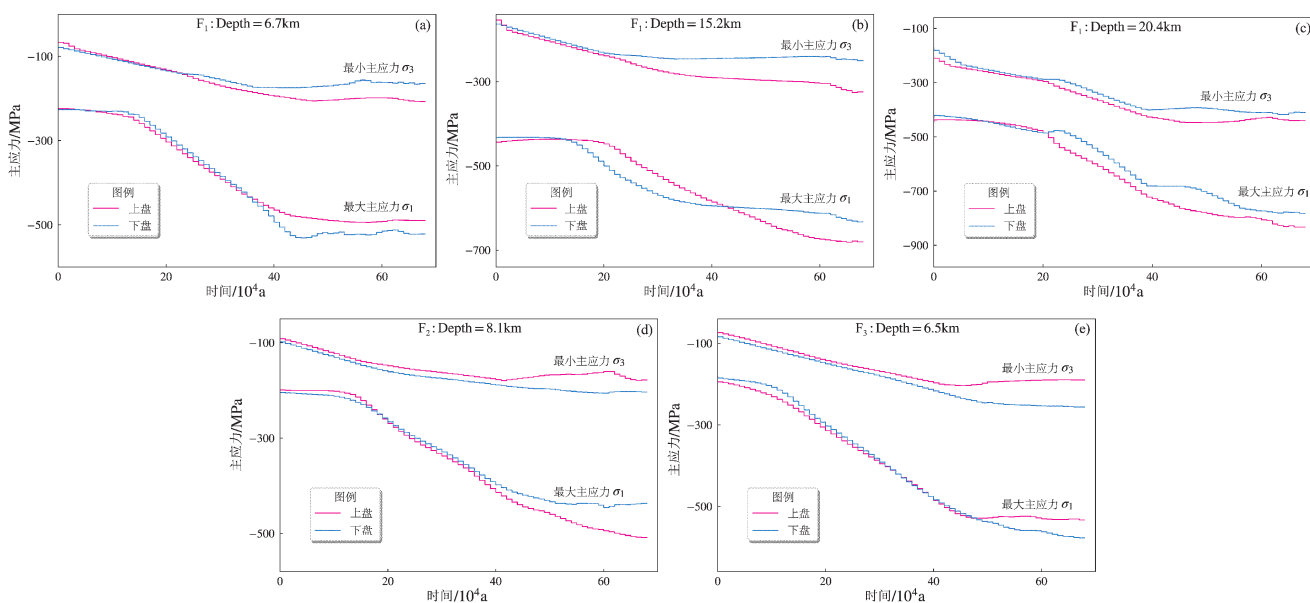 F₁: Depth=6.7km
(a)
−100
−300
−500
主应力/MPa
最小主应力 σ₃
最大主应力 σ₁
图例
上盘
下盘
0
20
40
60
时间/10⁴a
F₁: Depth=15.2km
(b)
−300
−500
−700
主应力/MPa
最小主应力 σ₃
最大主应力 σ₁
图例
上盘
下盘
0
20
40
60
时间/10⁴a
F₁: Depth=20.4km
(c)
−100
−300
−500
−700
−900
主应力/MPa
最小主应力 σ₃
最大主应力 σ₁
图例
上盘
下盘
0
20
40
60
时间/10⁴a
F₂: Depth=8.1km
(d)
−100
−300
−500
主应力/MPa
最小主应力 σ₃
最大主应力 σ₁
图例
上盘
下盘
0
20
40
60
时间/10⁴a
F₃: Depth=6.5km
(e)
−100
−300
−500
主应力/MPa
最小主应力 σ₃
最大主应力 σ₁
图例
上盘
下盘
0
20
40
60
时间/10⁴a